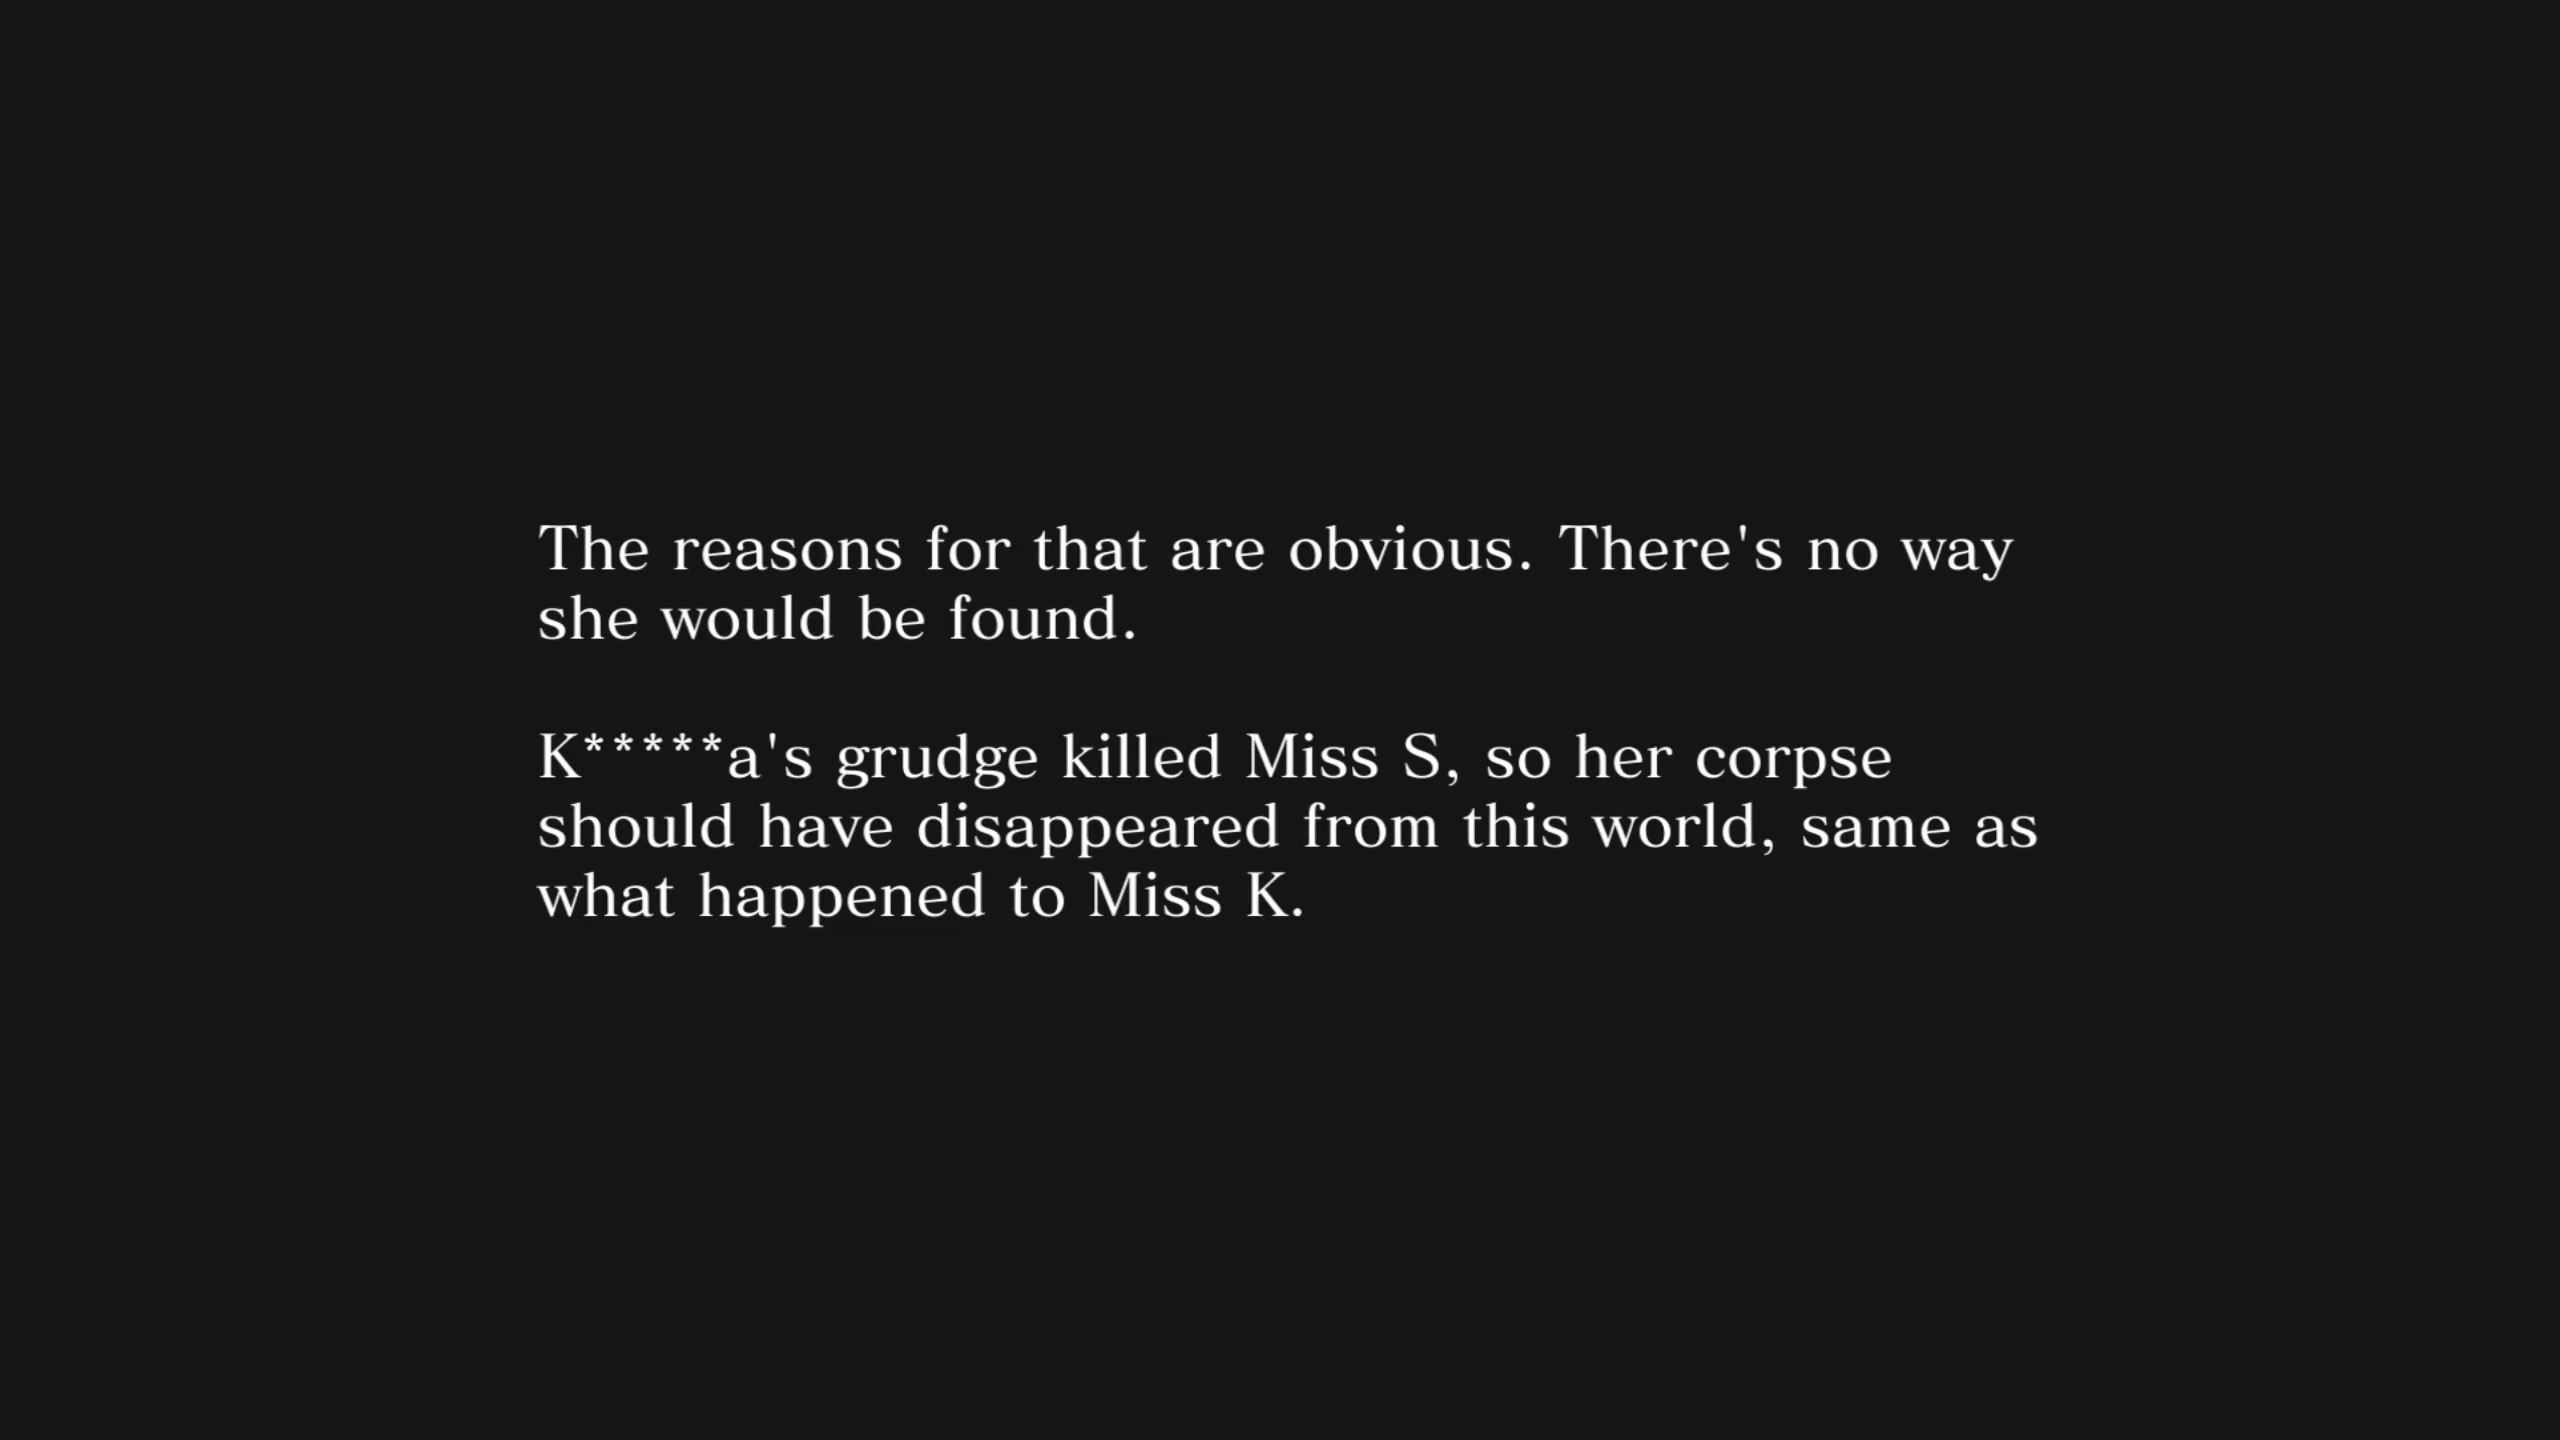 The reasons for that are obvious. There's no way
she would be found.
K*****a's grudge killed Miss S, so her corpse
should have disappeared from this world, same as
what happened to Miss K.